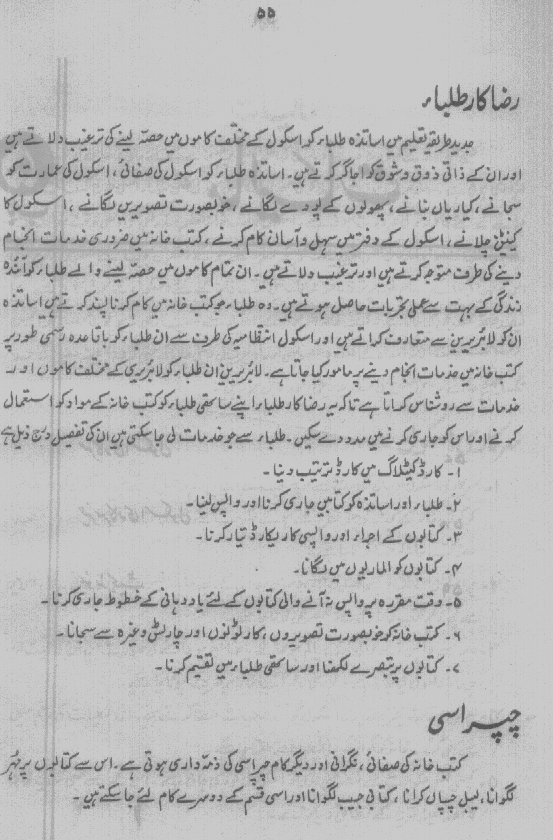 ۵۵
رضا کار طلباء
جدید طریقۂ تعلیم میں اساتذہ طلباء کو اسکول کے مختلف کاموں میں حصّہ لینے کی ترغیب دلاتے ہیں
اور ان کے ذاتی ذوق و شوق کو اجاگر کرتے ہیں۔ اساتذہ طلباء کو اسکول کی صفائی، اسکول کی عمارت کو
سجانے، کیاریاں بنانے، پھولوں کے پودے لگانے، خوبصورت تصویریں لگانے، اسکول کا
کینٹن چلانے، اسکول کے دفتر میں سہل و آسان کام کرنے، کتب خانہ میں ضروری خدمات انجام
دینے کی طرف متوجہ کرتے ہیں اور ترغیب دلاتے ہیں۔ ان تمام کاموں میں حصّہ لینے والے طلباء کو آئندہ
زندگی کے بہت سے عملی تجربات حاصل ہوتے ہیں۔ وہ طلباء جو کتب خانہ میں کام کرنا پسند کرتے ہیں اساتذہ
ان کو لائبریرین سے متعارف کراتے ہیں اور اسکول انتظامیہ کی طرف سے ان طلباء کو باقاعدہ رسمی طور پر
کتب خانہ میں خدمات انجام دینے پر مامور کیا جاتا ہے۔ لائبریرین ان طلباء کو لائبریری کے مختلف کاموں اور
خدمات سے روشناس کراتا ہے تاکہ یہ رضا کار طلباء اپنے ساتھی طلباء کو کتب خانہ کے مواد کو استعمال
کرنے اور اس کو جاری کرنے میں مدد دے سکیں۔ طلباء سے جو خدمات لی جا سکتی ہیں ان کی تفصیل درج ذیل ہے
۱۔ کارڈ کیٹلاگ میں کارڈ ترتیب دینا۔
۲۔ طلباء اور اساتذہ کو کتابیں جاری کرنا اور واپس لینا۔
۳۔ کتابوں کے اجراء اور واپسی کا ریکارڈ تیار کرنا۔
۴۔ کتابوں کو الماریوں میں لگانا۔
۵۔ وقت مقررہ پر واپس نہ آنے والی کتابوں کے لئے یاد دہانی کے خطوط جاری کرنا۔
۶۔ کتب خانہ کو خوبصورت تصویروں، کارٹونوں اور چارٹس وغیرہ سے سجانا۔
۷۔ کتابوں پر تبصرے لکھنا اور ساتھی طلباء میں تقسیم کرنا۔
چپراسی
کتب خانہ کی صفائی، نگرانی اور دیگر کام چپراسی کی ذمّہ داری ہوتی ہے۔ اس سے کتابوں پر مہر
لگوانا، لیبل چسپاں کرانا، کتابی جیب لگوانا اور اسی قسم کے دوسرے کام لئے جا سکتے ہیں۔